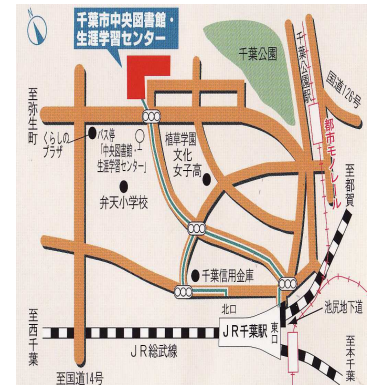 千葉市中央図書館・
生涯学習センター
千葉公園
千葉公園駅
国道126号
至弥生町
くらしの
プラザ
バス停
「中央図書館・
生涯学習センター」
植草学園
文化
女子高
都市モノレール
至都賀
弁天小学校
千葉信用金庫
北口
池尻地下道
JR千葉駅
東口
至西千葉
JR総武線
至本千葉
至国道14号